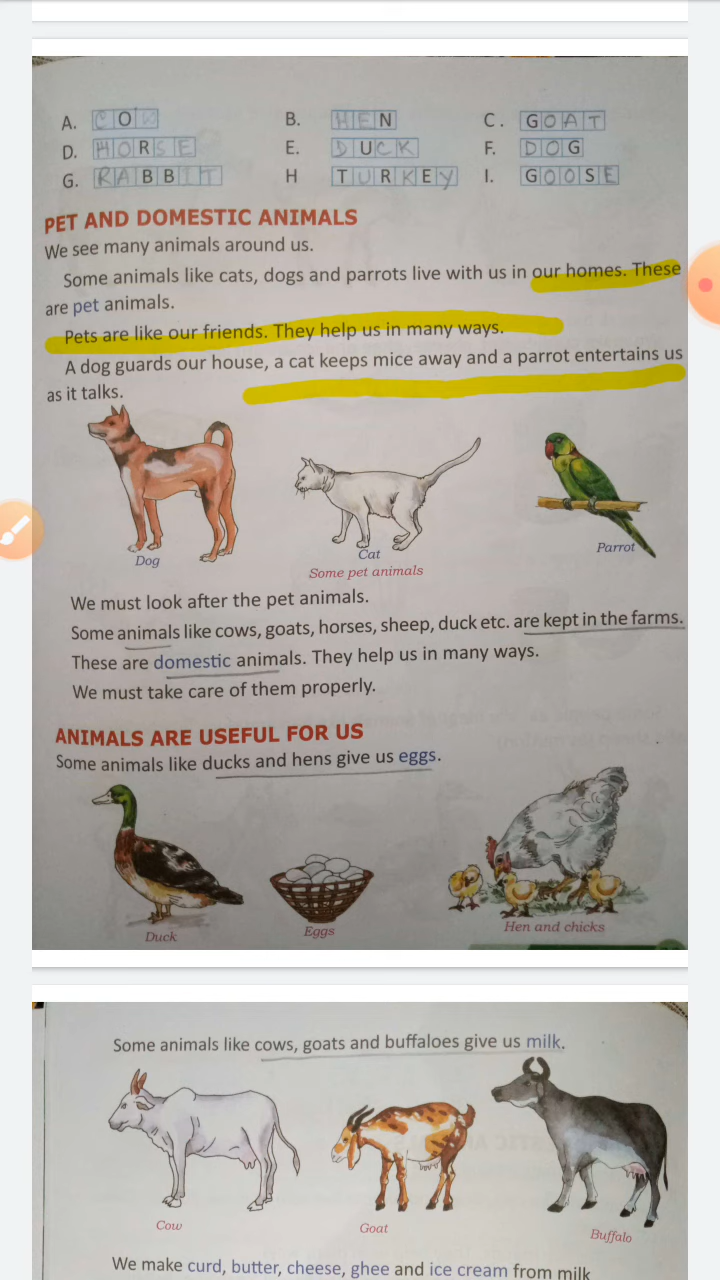 A. COW B. HEN C. GOAT
D. HORSE E. DUCK F. DOG
G. RABBIT H TURKEY I. GOOSE
PET AND DOMESTIC ANIMALS
We see many animals around us.
Some animals like cats, dogs and parrots live with us in our homes. These
are pet animals.
Pets are like our friends. They help us in many ways.
A dog guards our house, a cat keeps mice away and a parrot entertains us
as it talks.
Dog Cat Parrot
Some pet animals
We must look after the pet animals.
Some animals like cows, goats, horses, sheep, duck etc. are kept in the farms.
These are domestic animals. They help us in many ways.
We must take care of them properly.
ANIMALS ARE USEFUL FOR US
Some animals like ducks and hens give us eggs.
Duck Eggs Hen and chicks
Some animals like cows, goats and buffaloes give us milk.
Cow Goat Buffalo
We make curd, butter, cheese, ghee and ice cream from milk